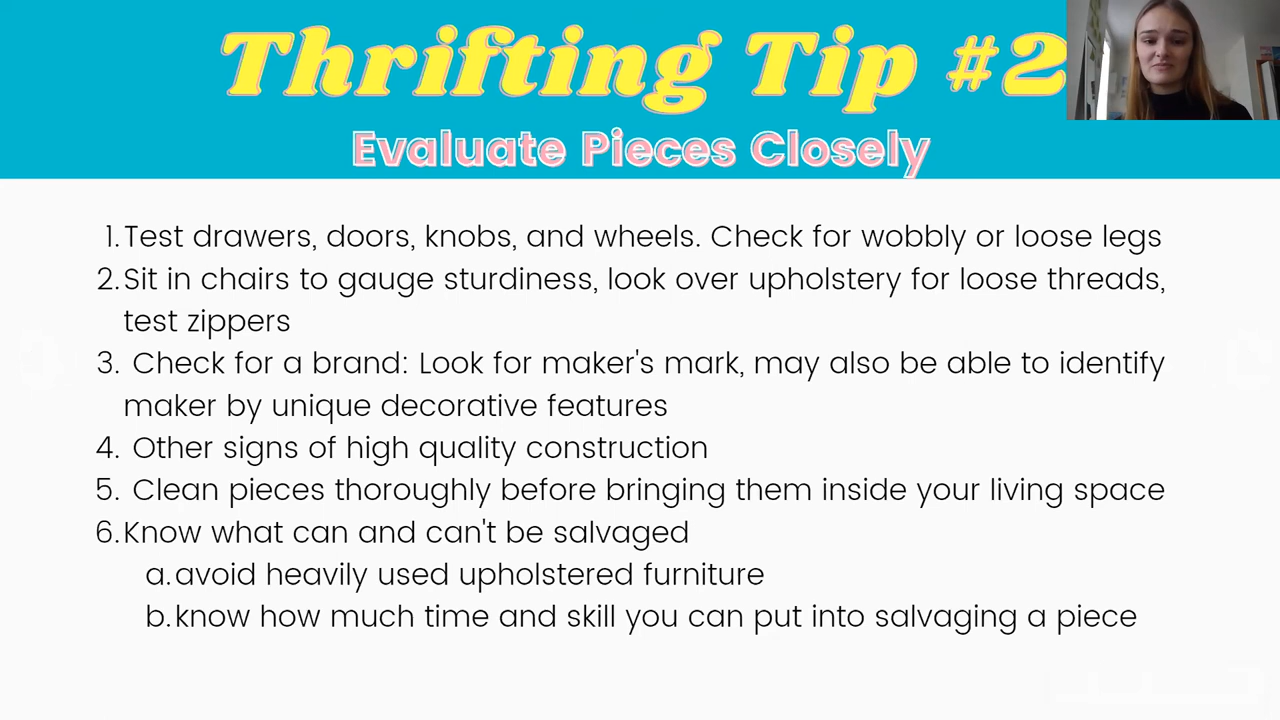 Thrifting Tip #2
Evaluate Pieces Closely
1. Test drawers, doors, knobs, and wheels. Check for wobbly or loose legs
2. Sit in chairs to gauge sturdiness, look over upholstery for loose threads,
test zippers
3. Check for a brand: Look for maker's mark, may also be able to identify
maker by unique decorative features
4. Other signs of high quality construction
5. Clean pieces thoroughly before bringing them inside your living space
6. Know what can and can't be salvaged
a. avoid heavily used upholstered furniture
b. know how much time and skill you can put into salvaging a piece